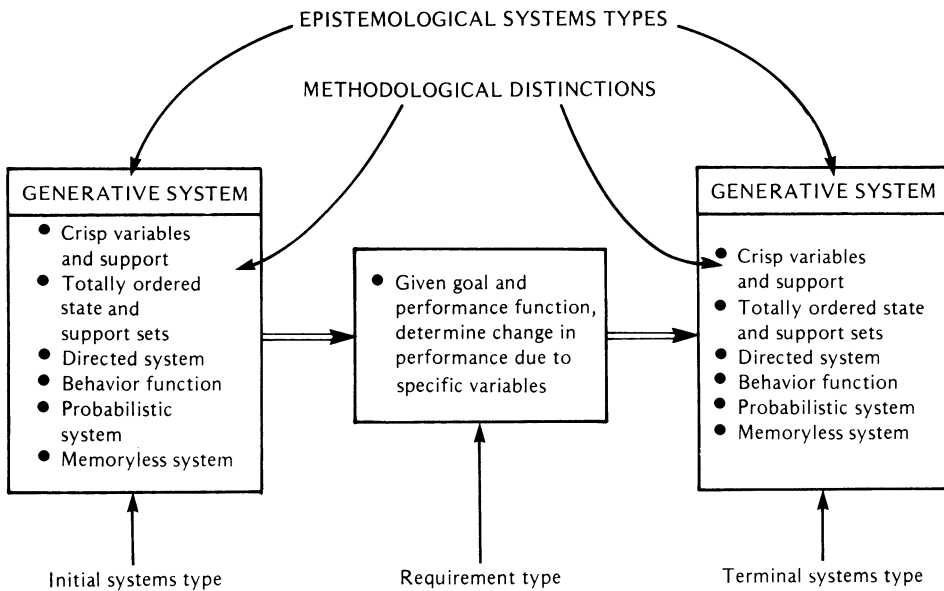 EPISTEMOLOGICAL SYSTEMS TYPES
METHODOLOGICAL DISTINCTIONS
GENERATIVE SYSTEM
● Crisp variables
and support
● Totally ordered
state and
support sets
● Directed system
● Behavior function
● Probabilistic
system
● Memoryless system
● Given goal and
performance function,
determine change in
performance due to
specific variables
GENERATIVE SYSTEM
● Crisp variables
and support
● Totally ordered state
and support sets
● Directed system
● Behavior function
● Probabilistic system
● Memoryless system
Initial systems type
Requirement type
Terminal systems type